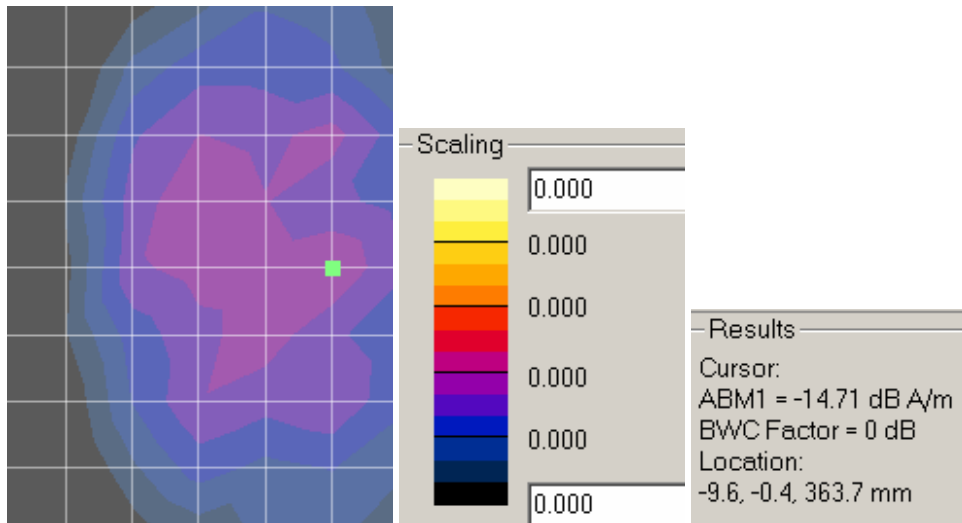 Scaling
0.000
0.000
0.000
0.000
0.000
0.000
Results
Cursor:
ABM1 = -14.71 dB A/m
BWC Factor = 0 dB
Location:
-9.6, -0.4, 363.7 mm